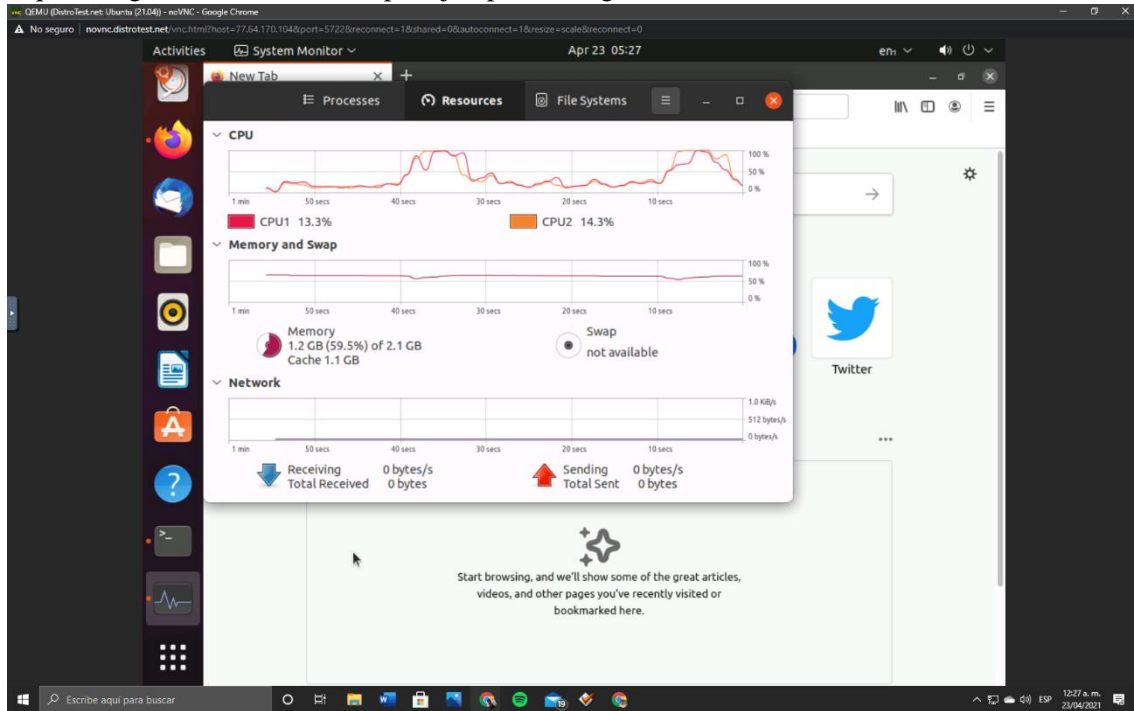 QEMU (DistroTest.net: Ubuntu (21.04)) - noVNC - Google Chrome
No seguro | novnc.distrotest.net/vnc.html?host=77.64.170.104&port=5722&reconnect=1&shared=0&autoconnect=1&resize=scale&reconnect=0
Activities System Monitor Apr 23 05:27 en₁
New Tab
Processes Resources File Systems
CPU
100 %
50 %
0 %
1 min 50 secs 40 secs 30 secs 20 secs 10 secs
CPU1 13.3% CPU2 14.3%
Memory and Swap
100 %
50 %
0 %
1 min 50 secs 40 secs 30 secs 20 secs 10 secs
Memory
1.2 GB (59.5%) of 2.1 GB
Cache 1.1 GB
Swap
not available
Twitter
Network
1.0 KiB/s
512 bytes/s
0 bytes/s
1 min 50 secs 40 secs 30 secs 20 secs 10 secs
Receiving 0 bytes/s
Total Received 0 bytes
Sending 0 bytes/s
Total Sent 0 bytes
Start browsing, and we'll show some of the great articles,
videos, and other pages you've recently visited or
bookmarked here.
Escribe aquí para buscar
19
ESP
12:27 a. m.
23/04/2021